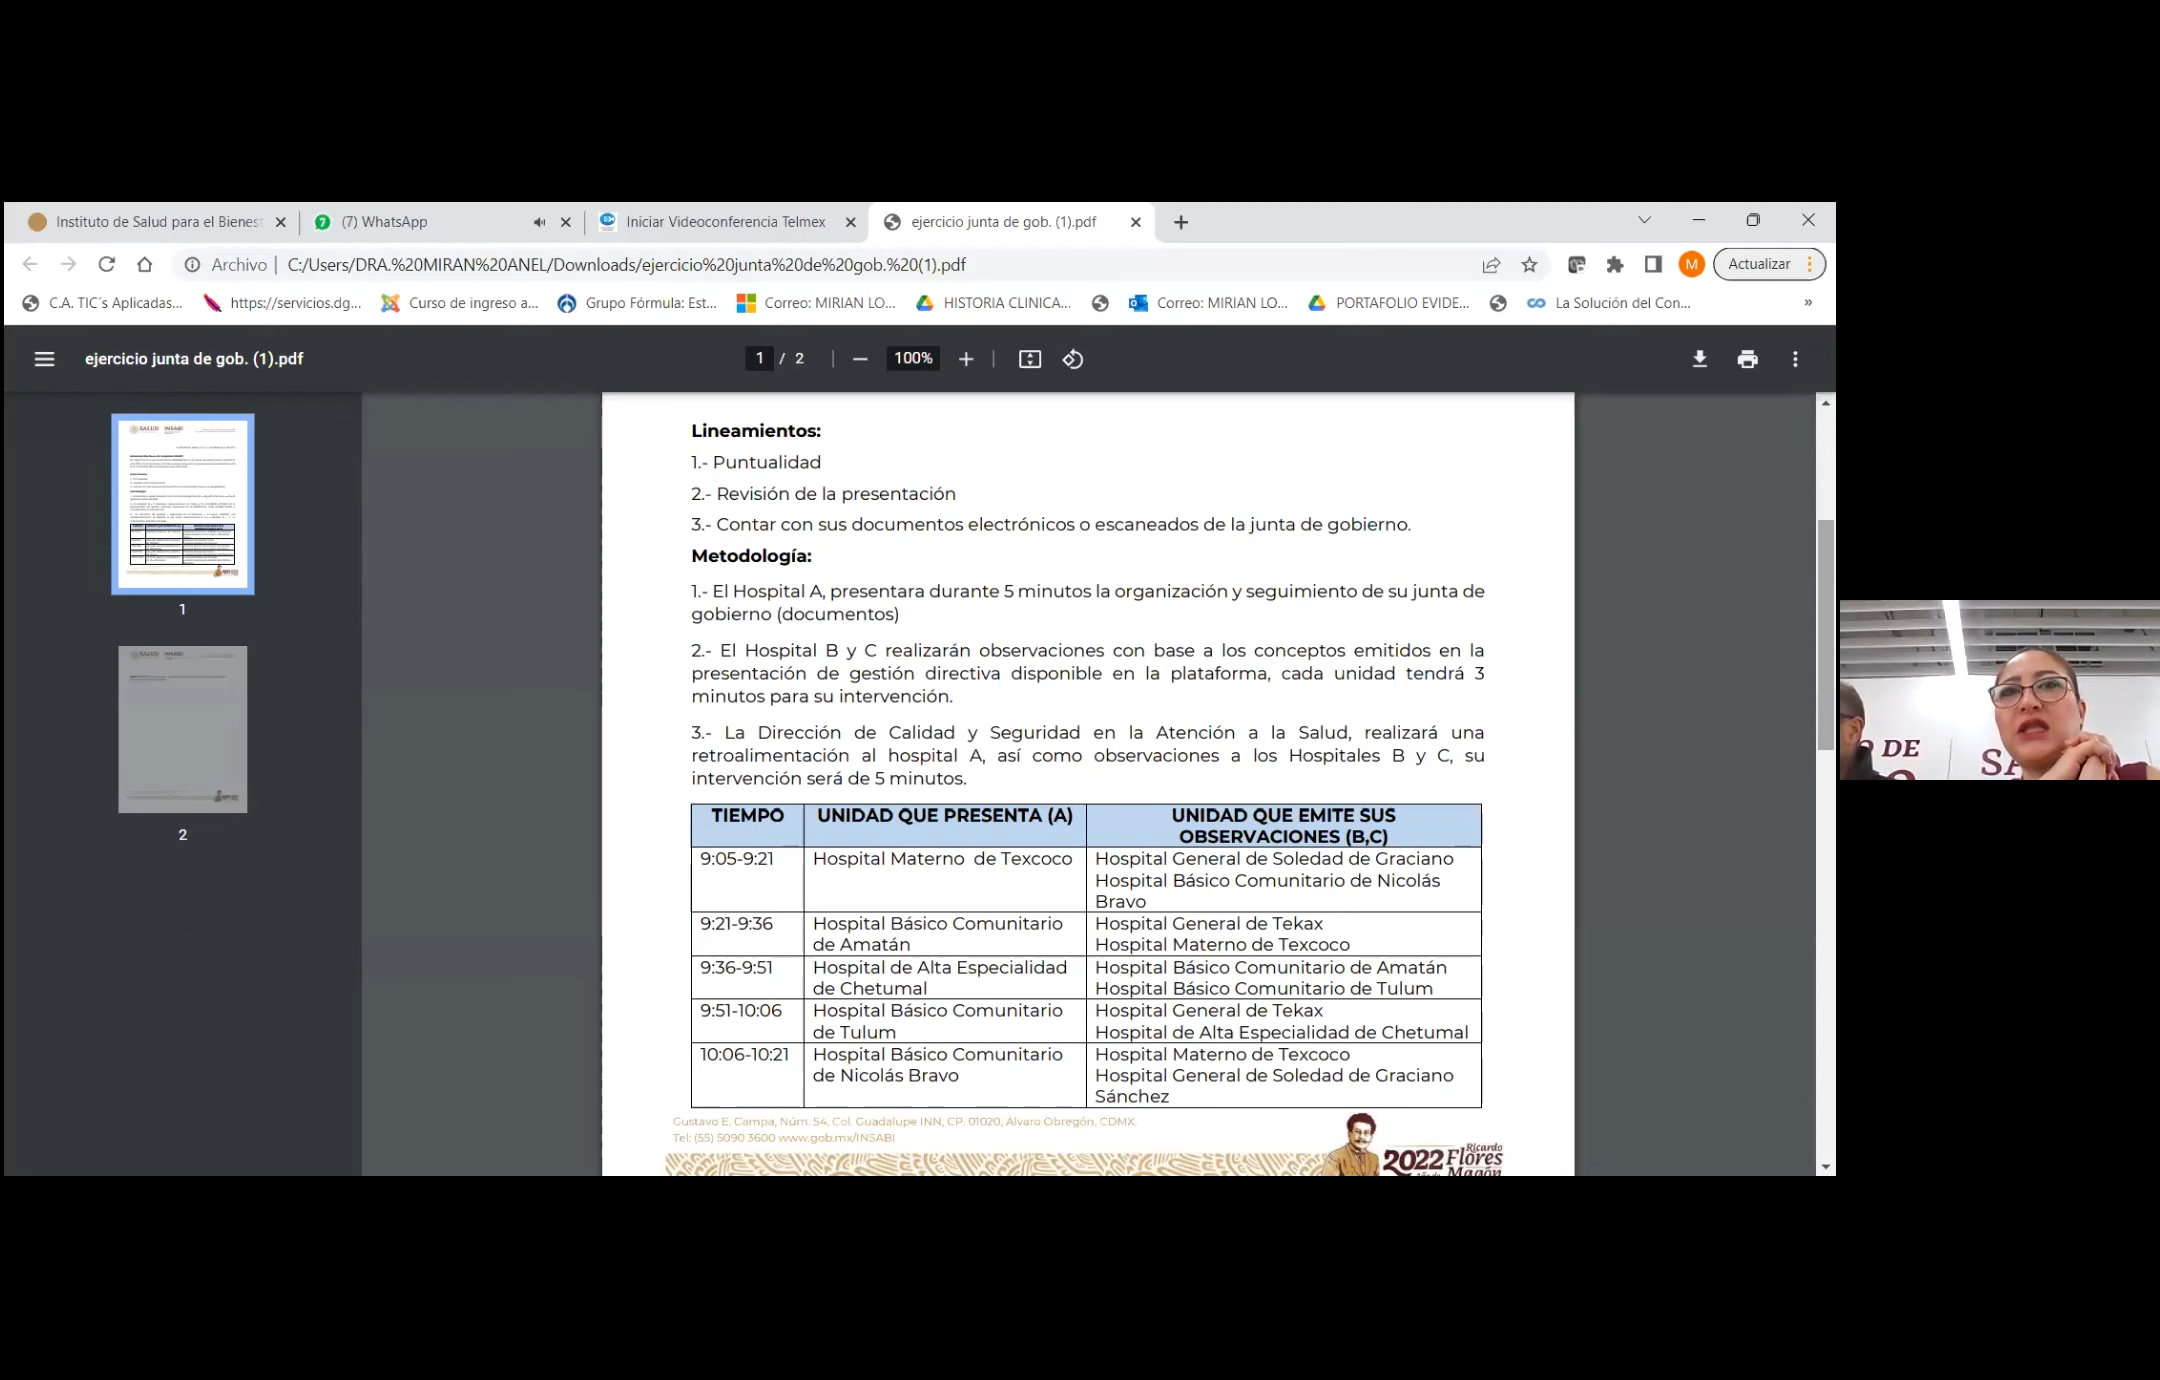 Instituto de Salud para el Bienest
(7) WhatsApp
Iniciar Videoconferencia Telmex
ejercicio junta de gob. (1).pdf
Archivo
C:/Users/DRA.%20MIRAN%20ANEL/Downloads/ejercicio%20junta%20de%20gob.%20(1).pdf
M
Actualizar
C.A. TIC´s Aplicadas...
https://servicios.dg...
Curso de ingreso a...
Grupo Fórmula: Est...
Correo: MIRIAN LO...
HISTORIA CLINICA...
Correo: MIRIAN LO...
PORTAFOLIO EVIDE...
La Solución del Con...
»
ejercicio junta de gob. (1).pdf
1 / 2
100%
SALUD INSABI
1
SALUD INSABI
2
Lineamientos:
1.- Puntualidad
2.- Revisión de la presentación
3.- Contar con sus documentos electrónicos o escaneados de la junta de gobierno.
Metodología:
1.- El Hospital A, presentara durante 5 minutos la organización y seguimiento de su junta de
gobierno (documentos)
2.- El Hospital B y C realizarán observaciones con base a los conceptos emitidos en la
presentación de gestión directiva disponible en la plataforma, cada unidad tendrá 3
minutos para su intervención.
3.- La Dirección de Calidad y Seguridad en la Atención a la Salud, realizará una
retroalimentación al hospital A, así como observaciones a los Hospitales B y C, su
intervención será de 5 minutos.
TIEMPO UNIDAD QUE PRESENTA (A) UNIDAD QUE EMITE SUS
OBSERVACIONES (B,C)
9:05-9:21 Hospital Materno de Texcoco Hospital General de Soledad de Graciano
Hospital Básico Comunitario de Nicolás
Bravo
9:21-9:36 Hospital Básico Comunitario Hospital General de Tekax
de Amatán Hospital Materno de Texcoco
9:36-9:51 Hospital de Alta Especialidad Hospital Básico Comunitario de Amatán
de Chetumal Hospital Básico Comunitario de Tulum
9:51-10:06 Hospital Básico Comunitario Hospital General de Tekax
de Tulum Hospital de Alta Especialidad de Chetumal
10:06-10:21 Hospital Básico Comunitario Hospital Materno de Texcoco
de Nicolás Bravo Hospital General de Soledad de Graciano
Sánchez
Gustavo E. Campa, Núm. 54, Col. Guadalupe INN, CP. 01020, Álvaro Obregón, CDMX.
Tel: (55) 5090 3600 www.gob.mx/INSABI
2022 Ricardo
Flores
Magón
DE
SA